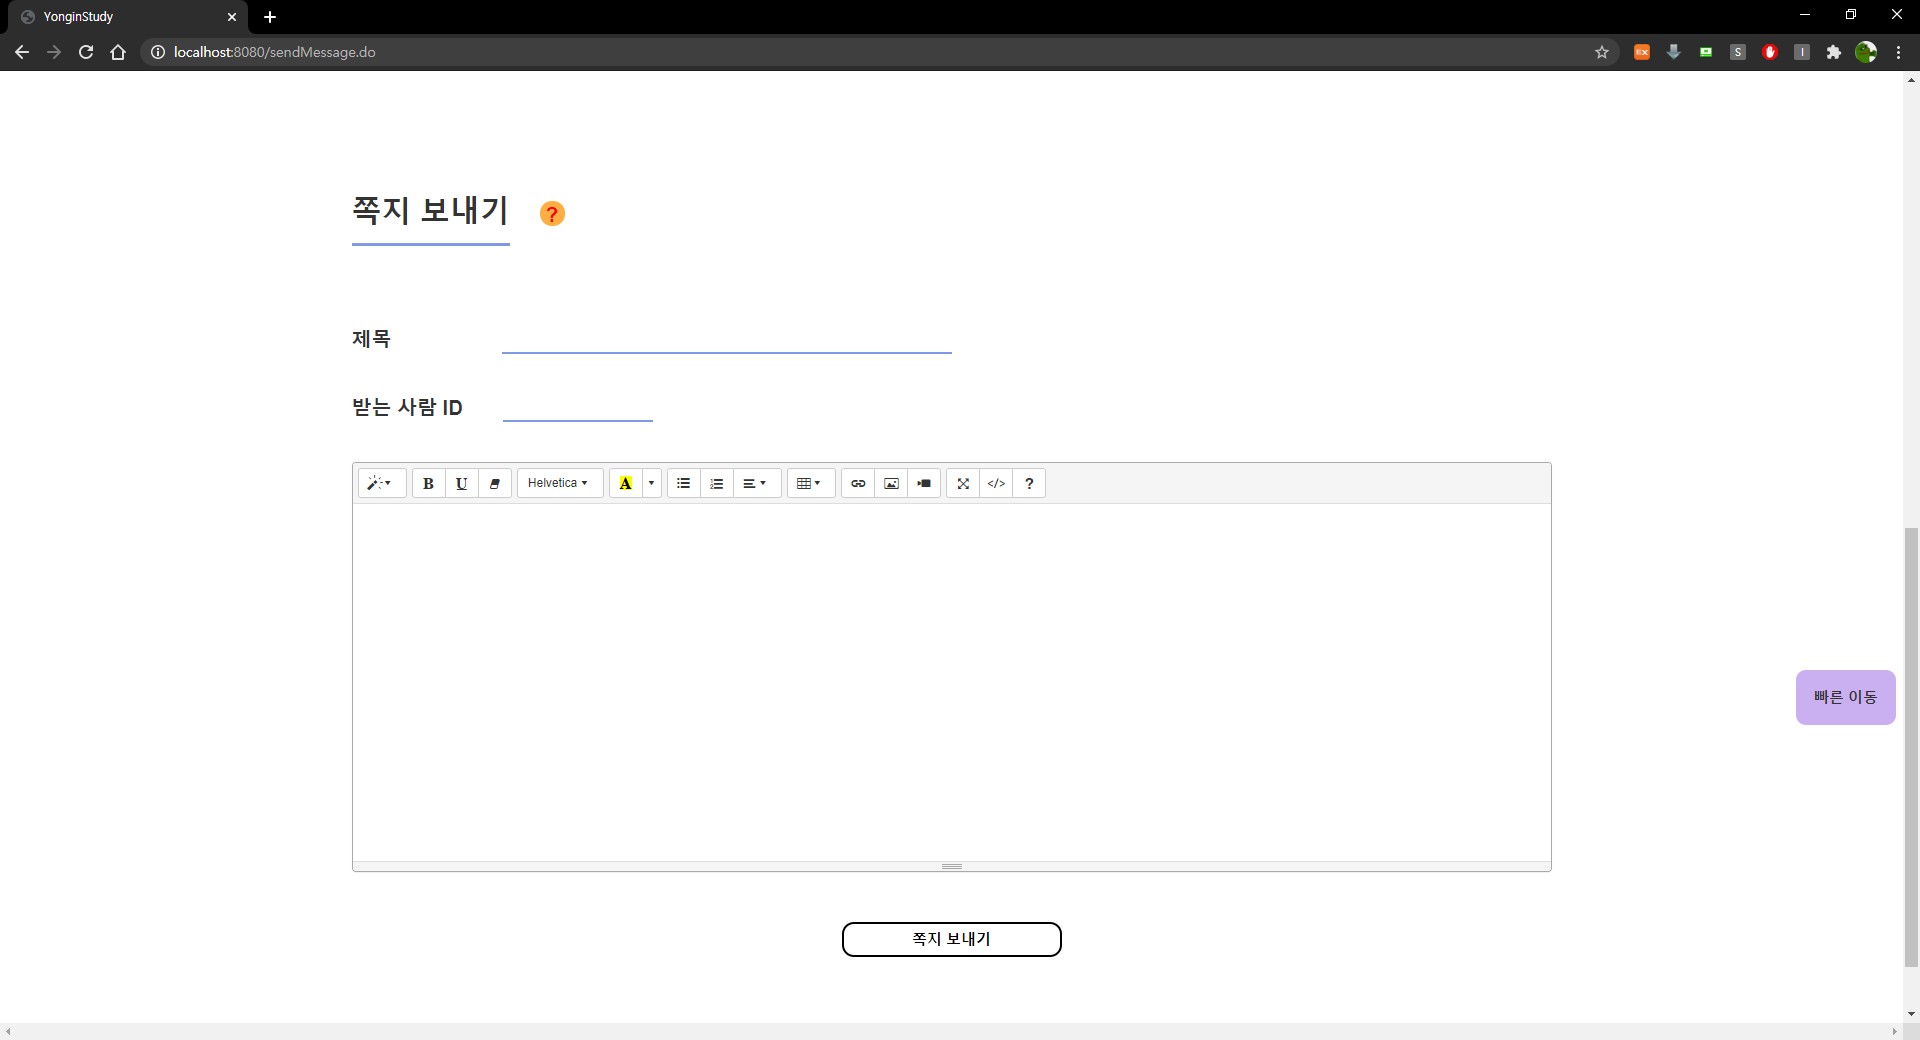 YonginStudy
localhost:8080/sendMessage.do
EX
S
I
쪽지 보내기 ?
제목
받는 사람 ID
B U Helvetica A </> ?
빠른 이동
쪽지 보내기